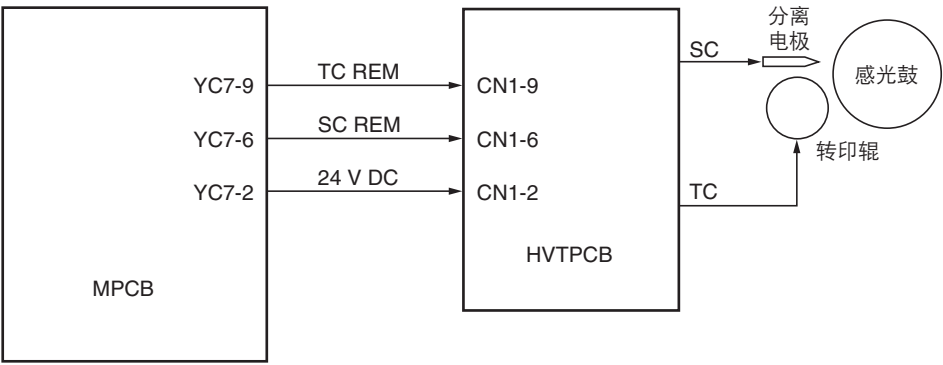 分离
电极
SC
感光鼓
YC7-9
TC REM
CN1-9
YC7-6
SC REM
CN1-6
转印辊
YC7-2
24 V DC
CN1-2
TC
HVTPCB
MPCB